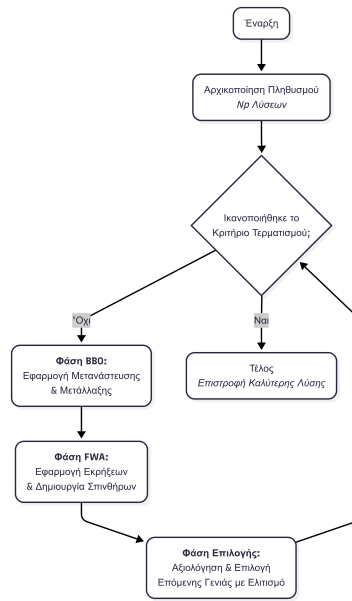 Έναρξη
Αρχικοποίηση Πληθυσμού
Np Λύσεων
Ικανοποιήθηκε το
Κριτήριο Τερματισμού;
'Όχι
Ναι
Φάση BBO:
Εφαρμογή Μετανάστευσης
& Μετάλλαξης
Τέλος
Επιστροφή Καλύτερης Λύσης
Φάση FWA:
Εφαρμογή Εκρήξεων
& Δημιουργία Σπινθήρων
Φάση Επιλογής:
Αξιολόγηση & Επιλογή
Επόμενης Γενιάς με Ελιτισμό